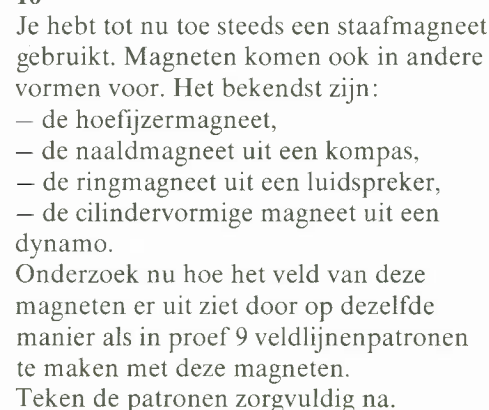 Je hebt tot nu toe steeds een staafmagneet
gebruikt. Magneten komen ook in andere
vormen voor. Het bekendst zijn:
– de hoefijzermagneet,
– de naaldmagneet uit een kompas,
– de ringmagneet uit een luidspreker,
– de cilindervormige magneet uit een
dynamo.
Onderzoek nu hoe het veld van deze
magneten er uit ziet door op dezelfde
manier als in proef 9 veldlijnenpatronen
te maken met deze magneten.
Teken de patronen zorgvuldig na.